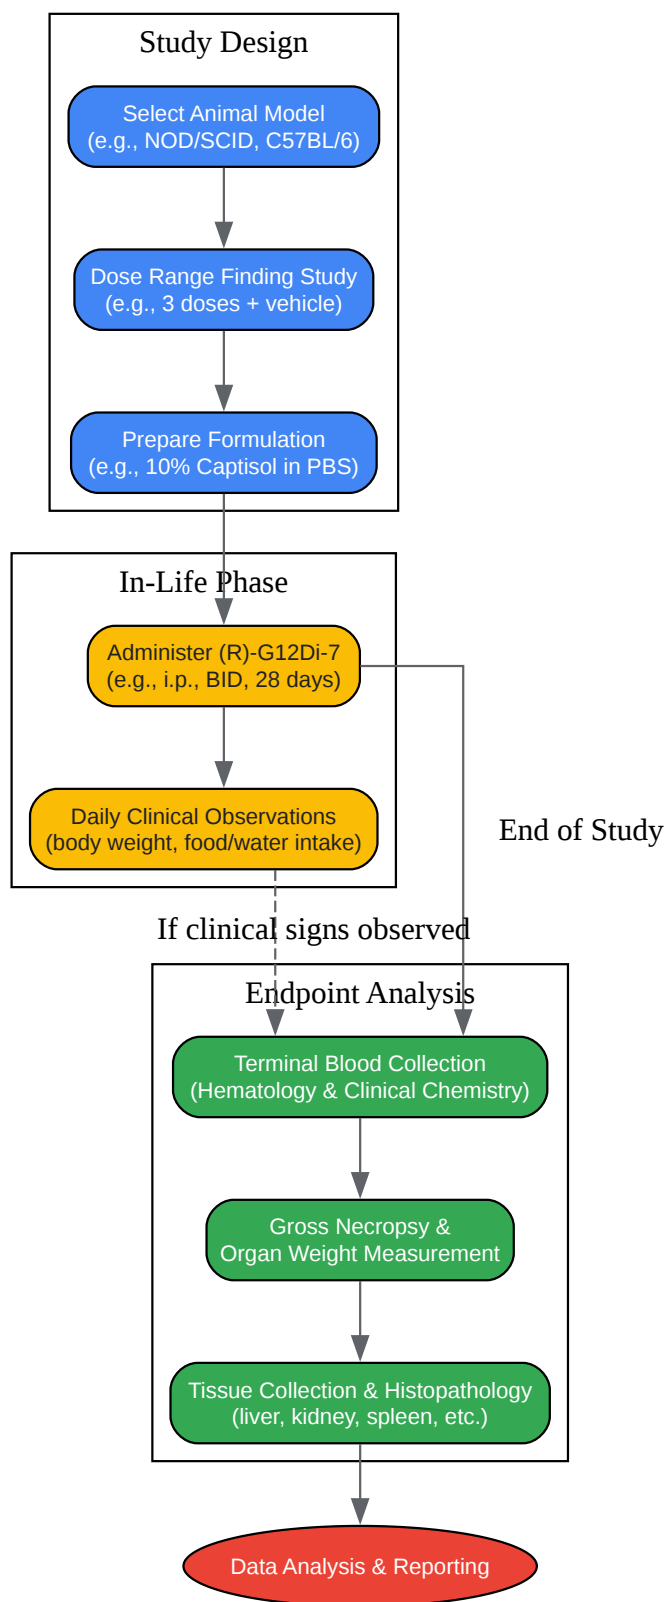 Study Design
Select Animal Model
(e.g., NOD/SCID, C57BL/6)
Dose Range Finding Study
(e.g., 3 doses + vehicle)
Prepare Formulation
(e.g., 10% Captisol in PBS)
In-Life Phase
Administer (R)-G12Di-7
(e.g., i.p., BID, 28 days)
Daily Clinical Observations
(body weight, food/water intake)
End of Study
If clinical signs observed
Endpoint Analysis
Terminal Blood Collection
(Hematology & Clinical Chemistry)
Gross Necropsy &
Organ Weight Measurement
Tissue Collection & Histopathology
(liver, kidney, spleen, etc.)
Data Analysis & Reporting